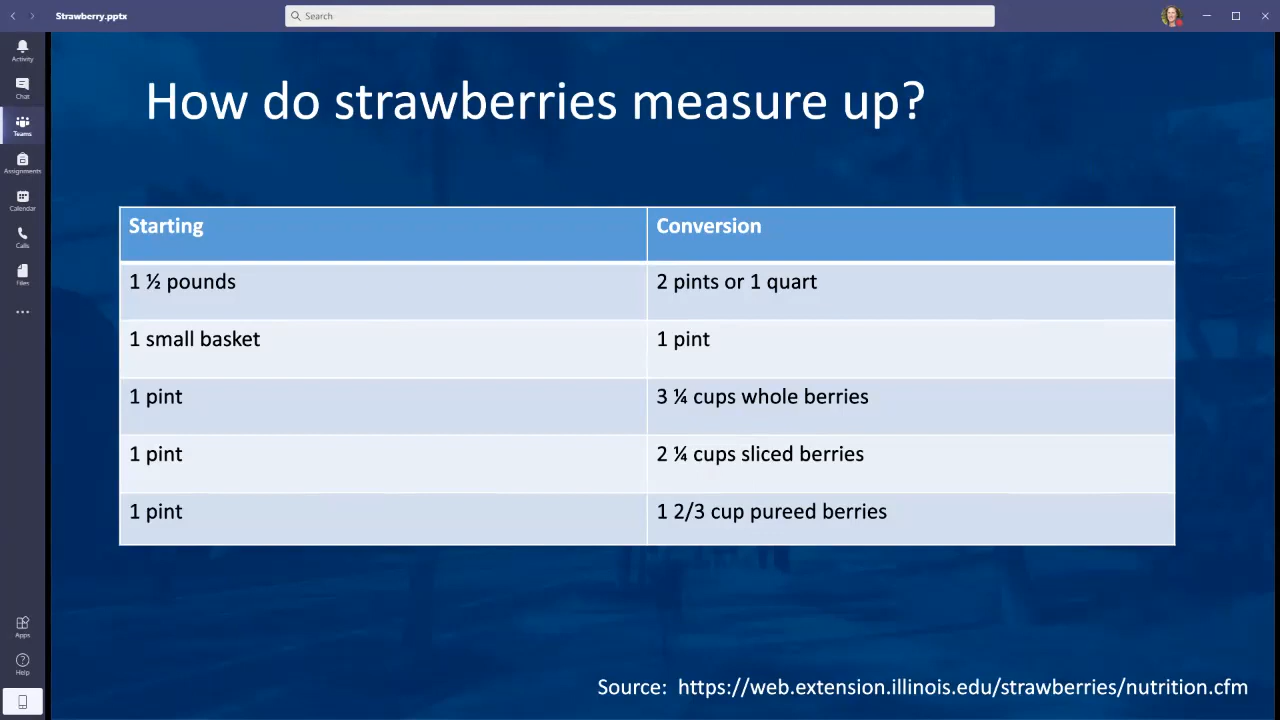 Strawberry.pptx
Search
Activity
Chat
Teams
Assignments
Calendar
Calls
Files
Apps
Help
How do strawberries measure up?
Starting Conversion
1 ½ pounds 2 pints or 1 quart
1 small basket 1 pint
1 pint 3 ¼ cups whole berries
1 pint 2 ¼ cups sliced berries
1 pint 1 2/3 cup pureed berries
Source: https://web.extension.illinois.edu/strawberries/nutrition.cfm